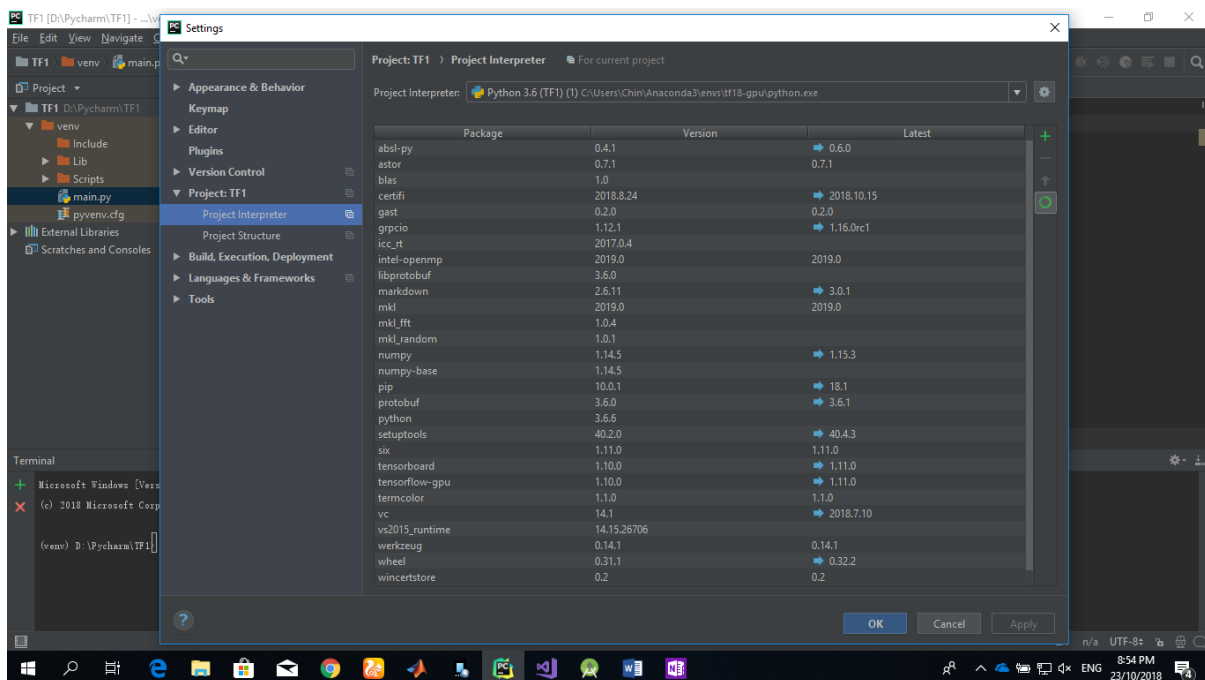 TF1 [D:\Pycharm\TF1] - ...\v
Settings
File Edit View Navigate
TF1 venv main.p
Project
TF1 D:\Pycharm\TF1
venv
Include
Lib
Scripts
main.py
pyvenv.cfg
External Libraries
Scratches and Consoles
Appearance & Behavior
Keymap
Editor
Plugins
Version Control
Project: TF1
Project Interpreter
Project Structure
Build, Execution, Deployment
Languages & Frameworks
Tools
Project: TF1 › Project Interpreter For current project
Project Interpreter: Python 3.6 (TF1) (1) C:\Users\Chin\Anaconda3\envs\tf18-gpu\python.exe
Package Version Latest
absl-py 0.4.1 0.6.0
astor 0.7.1 0.7.1
blas 1.0
certifi 2018.8.24 2018.10.15
gast 0.2.0 0.2.0
grpcio 1.12.1 1.16.0rc1
icc_rt 2017.0.4
intel-openmp 2019.0 2019.0
libprotobuf 3.6.0
markdown 2.6.11 3.0.1
mkl 2019.0 2019.0
mkl_fft 1.0.4
mkl_random 1.0.1
numpy 1.14.5 1.15.3
numpy-base 1.14.5
pip 10.0.1 18.1
protobuf 3.6.0 3.6.1
python 3.6.6
setuptools 40.2.0 40.4.3
six 1.11.0 1.11.0
tensorboard 1.10.0 1.11.0
tensorflow-gpu 1.10.0 1.11.0
termcolor 1.1.0 1.1.0
vc 14.1 2018.7.10
vs2015_runtime 14.15.26706
werkzeug 0.14.1 0.14.1
wheel 0.31.1 0.32.2
wincertstore 0.2 0.2
Terminal
Microsoft Windows [Vers
(c) 2018 Microsoft Corp
(venv) D:\Pycharm\TF1
OK Cancel Apply
n/a UTF-8
ENG
8:54 PM
23/10/2018